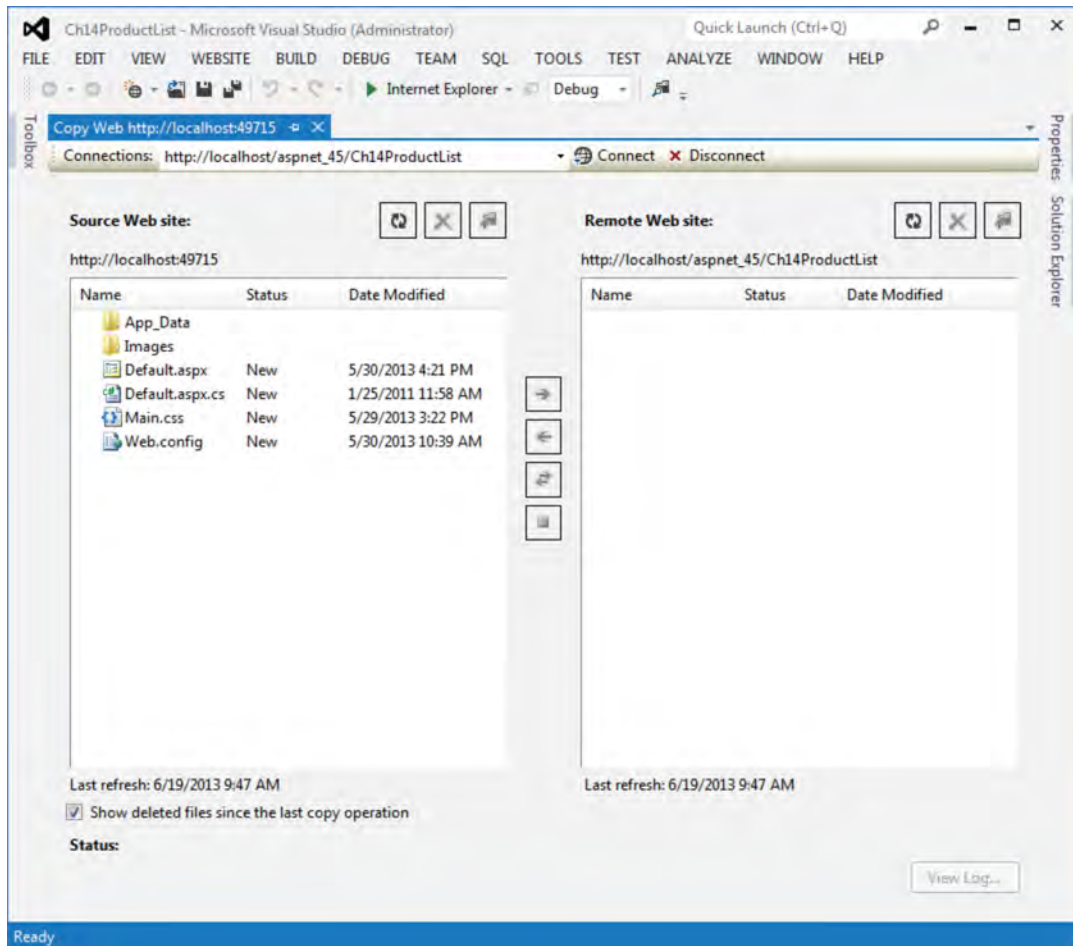 Ch14ProductList - Microsoft Visual Studio (Administrator) Quick Launch (Ctrl+Q)
FILE EDIT VIEW WEBSITE BUILD DEBUG TEAM SQL TOOLS TEST ANALYZE WINDOW HELP
Internet Explorer Debug
Toolbox
Copy Web http://localhost:49715
Properties
Solution Explorer
Connections: http://localhost/aspnet_45/Ch14ProductList Connect Disconnect
Source Web site: Remote Web site:
http://localhost:49715 http://localhost/aspnet_45/Ch14ProductList
Name Status Date Modified Name Status Date Modified
App_Data
Images
Default.aspx New 5/30/2013 4:21 PM
Default.aspx.cs New 1/25/2011 11:58 AM
Main.css New 5/29/2013 3:22 PM
Web.config New 5/30/2013 10:39 AM
Last refresh: 6/19/2013 9:47 AM Last refresh: 6/19/2013 9:47 AM
Show deleted files since the last copy operation
Status:
View Log...
Ready